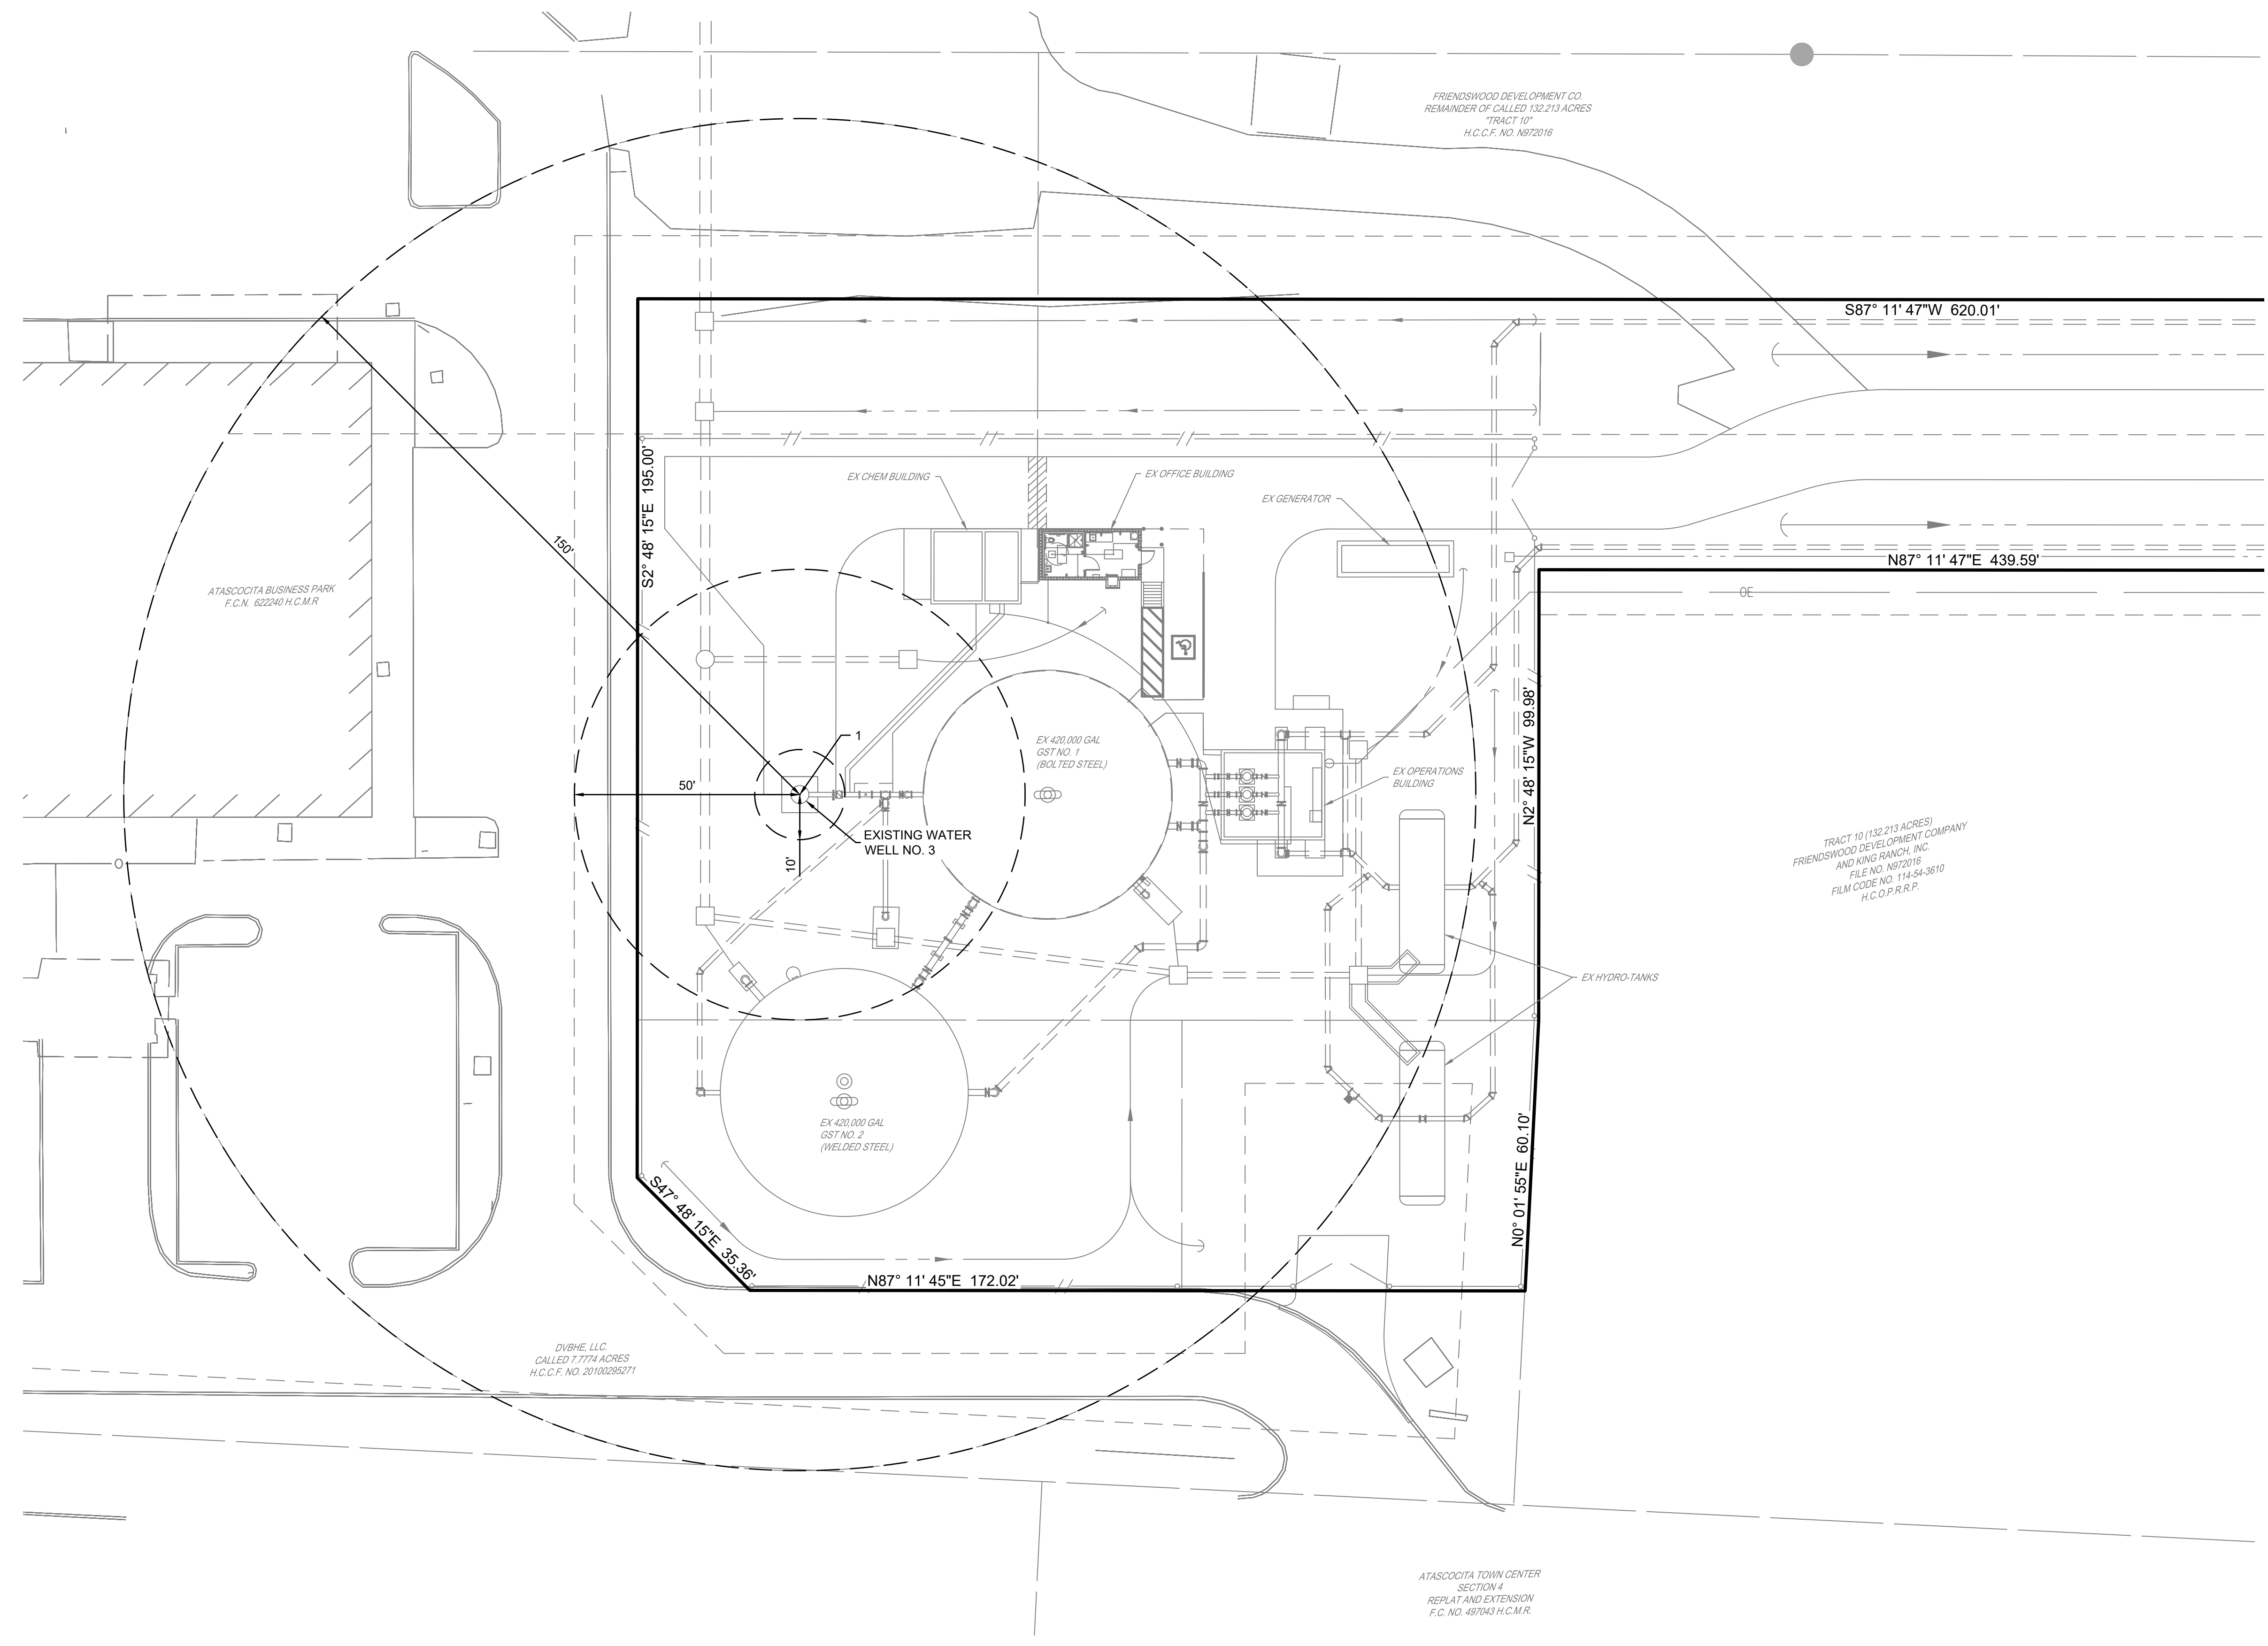 FRIENDSWOOD DEVELOPMENT CO.
REMAINDER OF CALLED 132.213 ACRES
"TRACT 10"
H.C.C.F. NO. N972016
S87° 11' 47"W 620.01'
EX CHEM BUILDING
EX OFFICE BUILDING
EX GENERATOR
S2° 48' 15"E 195.00'
150'
N87° 11' 47"E 439.59'
ATASCOCITA BUSINESS PARK
F.C.N. 622240 H.C.M.R
OE
N2° 48' 15"W 99.98'
1
EX 420,000 GAL
GST NO. 1
(BOLTED STEEL)
EX OPERATIONS
BUILDING
50'
EXISTING WATER
WELL NO. 3
10'
TRACT 10 (132.213 ACRES)
FRIENDSWOOD DEVELOPMENT COMPANY
AND KING RANCH, INC.
FILE NO. N972016
FILM CODE NO. 114-54-3610
H.C.O.P.R.R.P.
EX HYDRO-TANKS
EX 420,000 GAL
GST NO. 2
(WELDED STEEL)
N0° 01' 55"E 60.10'
S47° 48' 15"E 35.36'
N87° 11' 45"E 172.02'
DVBHE, LLC.
CALLED 7.7774 ACRES
H.C.C.F. NO. 20100295271
ATASCOCITA TOWN CENTER
SECTION 4
REPLAT AND EXTENSION
F.C. NO. 497043 H.C.M.R.